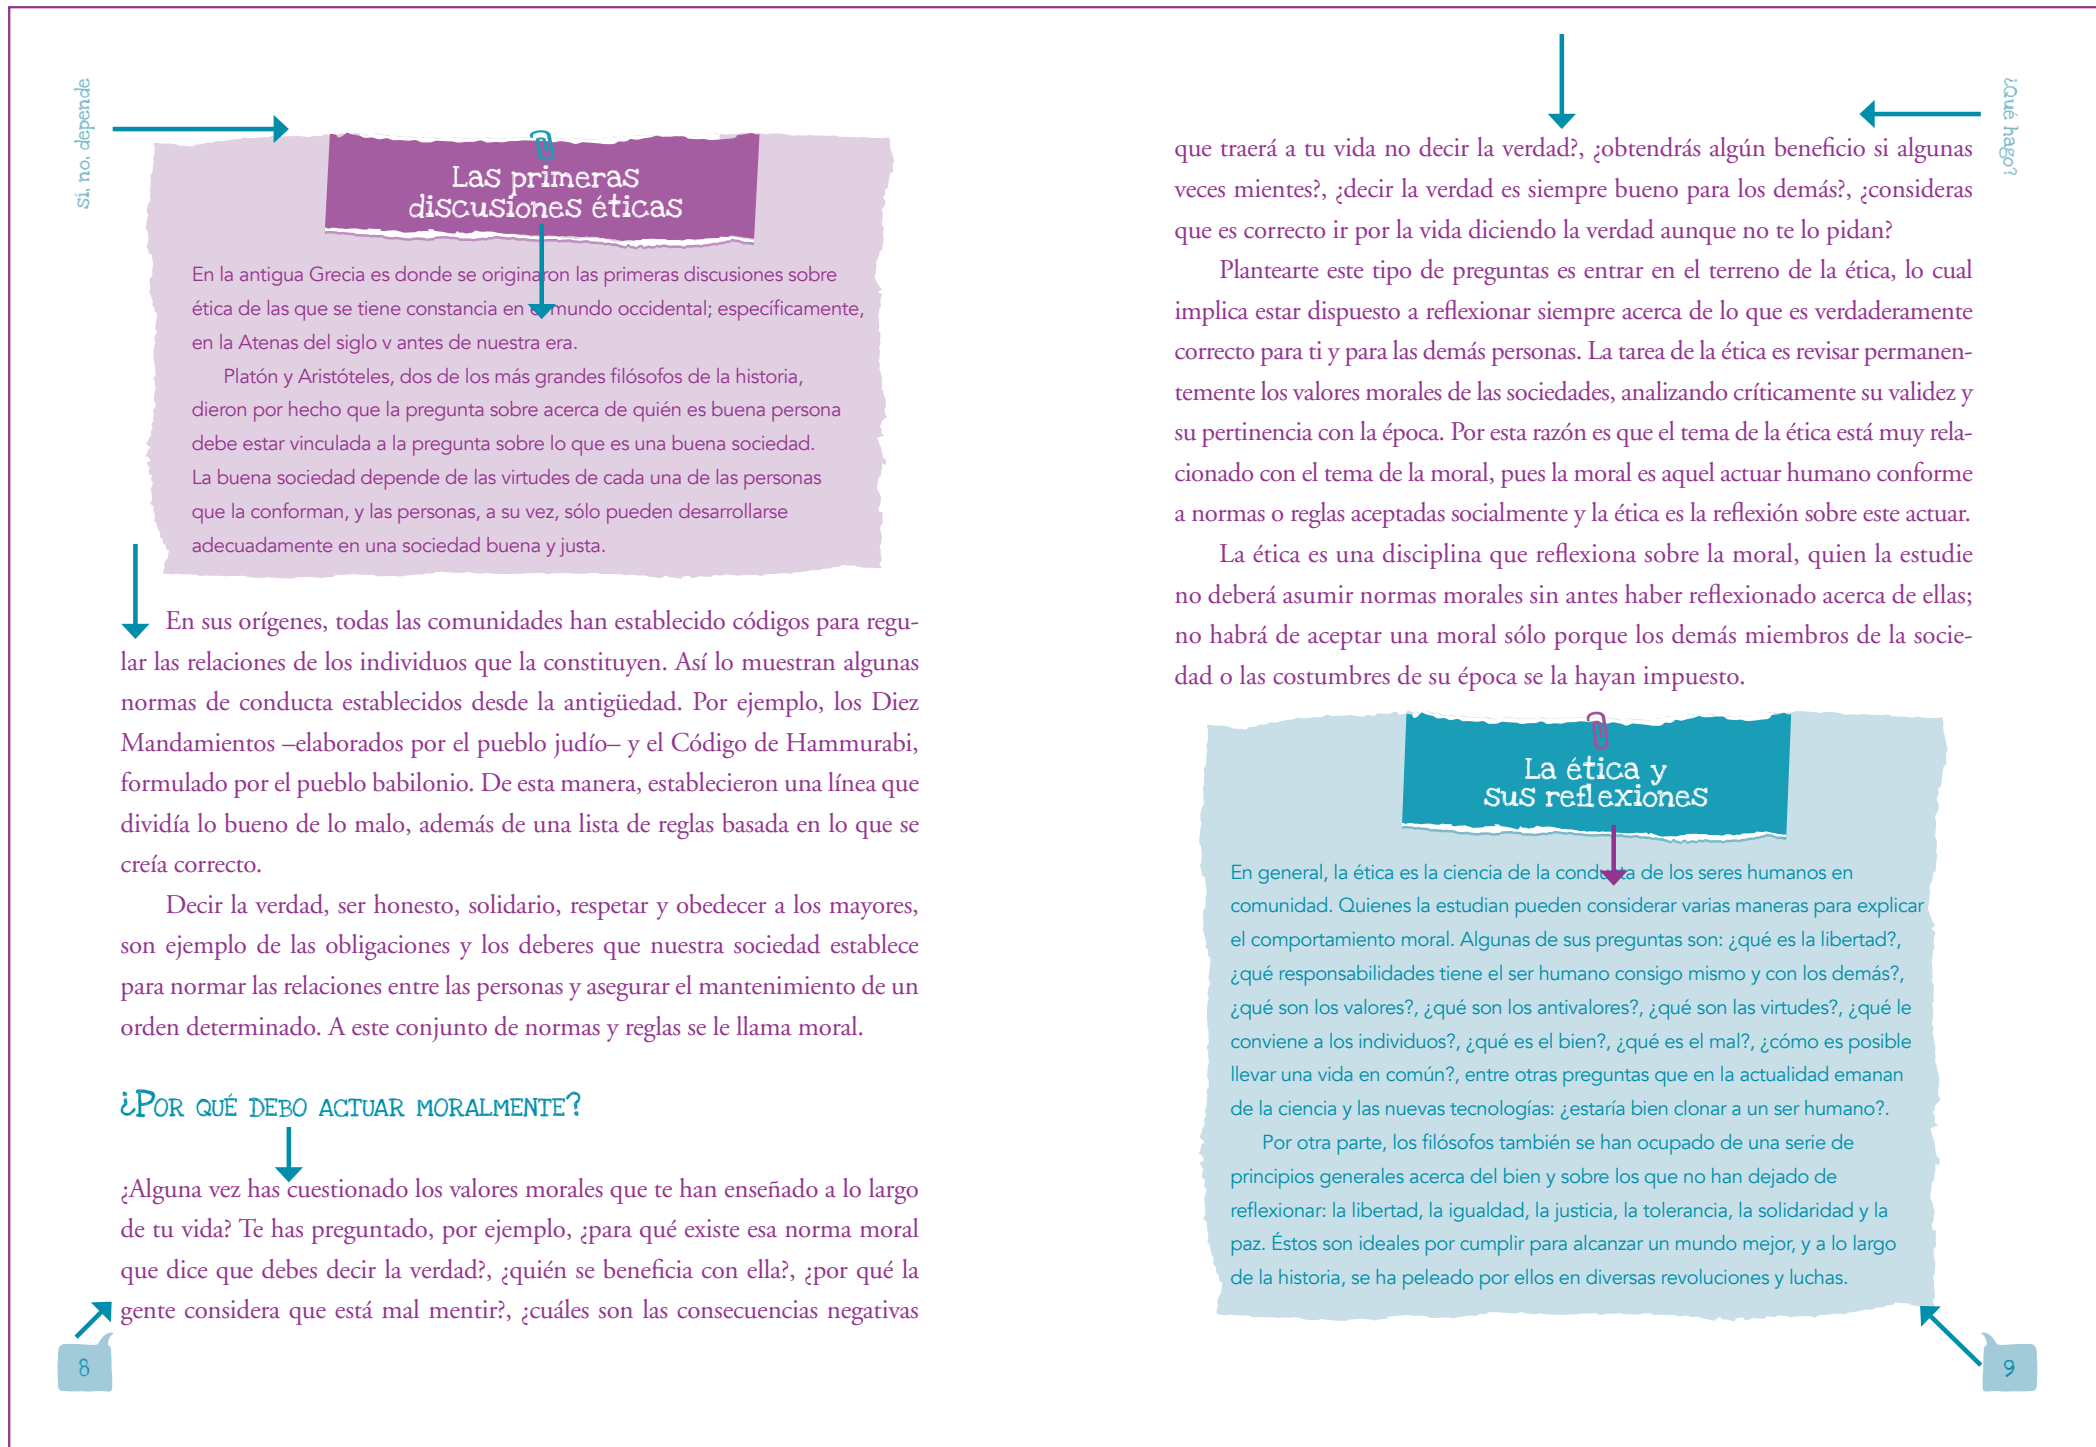 sí, no, depende
Las primeras
discusiones éticas
En la antigua Grecia es donde se originaron las primeras discusiones sobre
ética de las que se tiene constancia en el mundo occidental; específicamente,
en la Atenas del siglo v antes de nuestra era.
Platón y Aristóteles, dos de los más grandes filósofos de la historia,
dieron por hecho que la pregunta sobre acerca de quién es buena persona
debe estar vinculada a la pregunta sobre lo que es una buena sociedad.
La buena sociedad depende de las virtudes de cada una de las personas
que la conforman, y las personas, a su vez, sólo pueden desarrollarse
adecuadamente en una sociedad buena y justa.
En sus orígenes, todas las comunidades han establecido códigos para regu-
lar las relaciones de los individuos que la constituyen. Así lo muestran algunas
normas de conducta establecidos desde la antigüedad. Por ejemplo, los Diez
Mandamientos –elaborados por el pueblo judío– y el Código de Hammurabi,
formulado por el pueblo babilonio. De esta manera, establecieron una línea que
dividía lo bueno de lo malo, además de una lista de reglas basada en lo que se
creía correcto.
Decir la verdad, ser honesto, solidario, respetar y obedecer a los mayores,
son ejemplo de las obligaciones y los deberes que nuestra sociedad establece
para normar las relaciones entre las personas y asegurar el mantenimiento de un
orden determinado. A este conjunto de normas y reglas se le llama moral.
¿Por qué debo actuar moralmente?
¿Alguna vez has cuestionado los valores morales que te han enseñado a lo largo
de tu vida? Te has preguntado, por ejemplo, ¿para qué existe esa norma moral
que dice que debes decir la verdad?, ¿quién se beneficia con ella?, ¿por qué la
gente considera que está mal mentir?, ¿cuáles son las consecuencias negativas
8
¿Qué hago?
que traerá a tu vida no decir la verdad?, ¿obtendrás algún beneficio si algunas
veces mientes?, ¿decir la verdad es siempre bueno para los demás?, ¿consideras
que es correcto ir por la vida diciendo la verdad aunque no te lo pidan?
Plantearte este tipo de preguntas es entrar en el terreno de la ética, lo cual
implica estar dispuesto a reflexionar siempre acerca de lo que es verdaderamente
correcto para ti y para las demás personas. La tarea de la ética es revisar permanen-
temente los valores morales de las sociedades, analizando críticamente su validez y
su pertinencia con la época. Por esta razón es que el tema de la ética está muy rela-
cionado con el tema de la moral, pues la moral es aquel actuar humano conforme
a normas o reglas aceptadas socialmente y la ética es la reflexión sobre este actuar.
La ética es una disciplina que reflexiona sobre la moral, quien la estudie
no deberá asumir normas morales sin antes haber reflexionado acerca de ellas;
no habrá de aceptar una moral sólo porque los demás miembros de la socie-
dad o las costumbres de su época se la hayan impuesto.
La ética y
sus reflexiones
En general, la ética es la ciencia de la conducta de los seres humanos en
comunidad. Quienes la estudian pueden considerar varias maneras para explicar
el comportamiento moral. Algunas de sus preguntas son: ¿qué es la libertad?,
¿qué responsabilidades tiene el ser humano consigo mismo y con los demás?,
¿qué son los valores?, ¿qué son los antivalores?, ¿qué son las virtudes?, ¿qué le
conviene a los individuos?, ¿qué es el bien?, ¿qué es el mal?, ¿cómo es posible
llevar una vida en común?, entre otras preguntas que en la actualidad emanan
de la ciencia y las nuevas tecnologías: ¿estaría bien clonar a un ser humano?.
Por otra parte, los filósofos también se han ocupado de una serie de
principios generales acerca del bien y sobre los que no han dejado de
reflexionar: la libertad, la igualdad, la justicia, la tolerancia, la solidaridad y la
paz. Éstos son ideales por cumplir para alcanzar un mundo mejor, y a lo largo
de la historia, se ha peleado por ellos en diversas revoluciones y luchas.
9